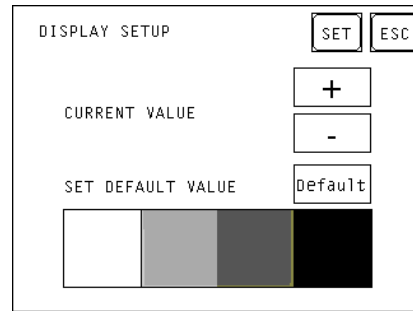 DISPLAY SETUP SET ESC
+
CURRENT VALUE
-
SET DEFAULT VALUE Default